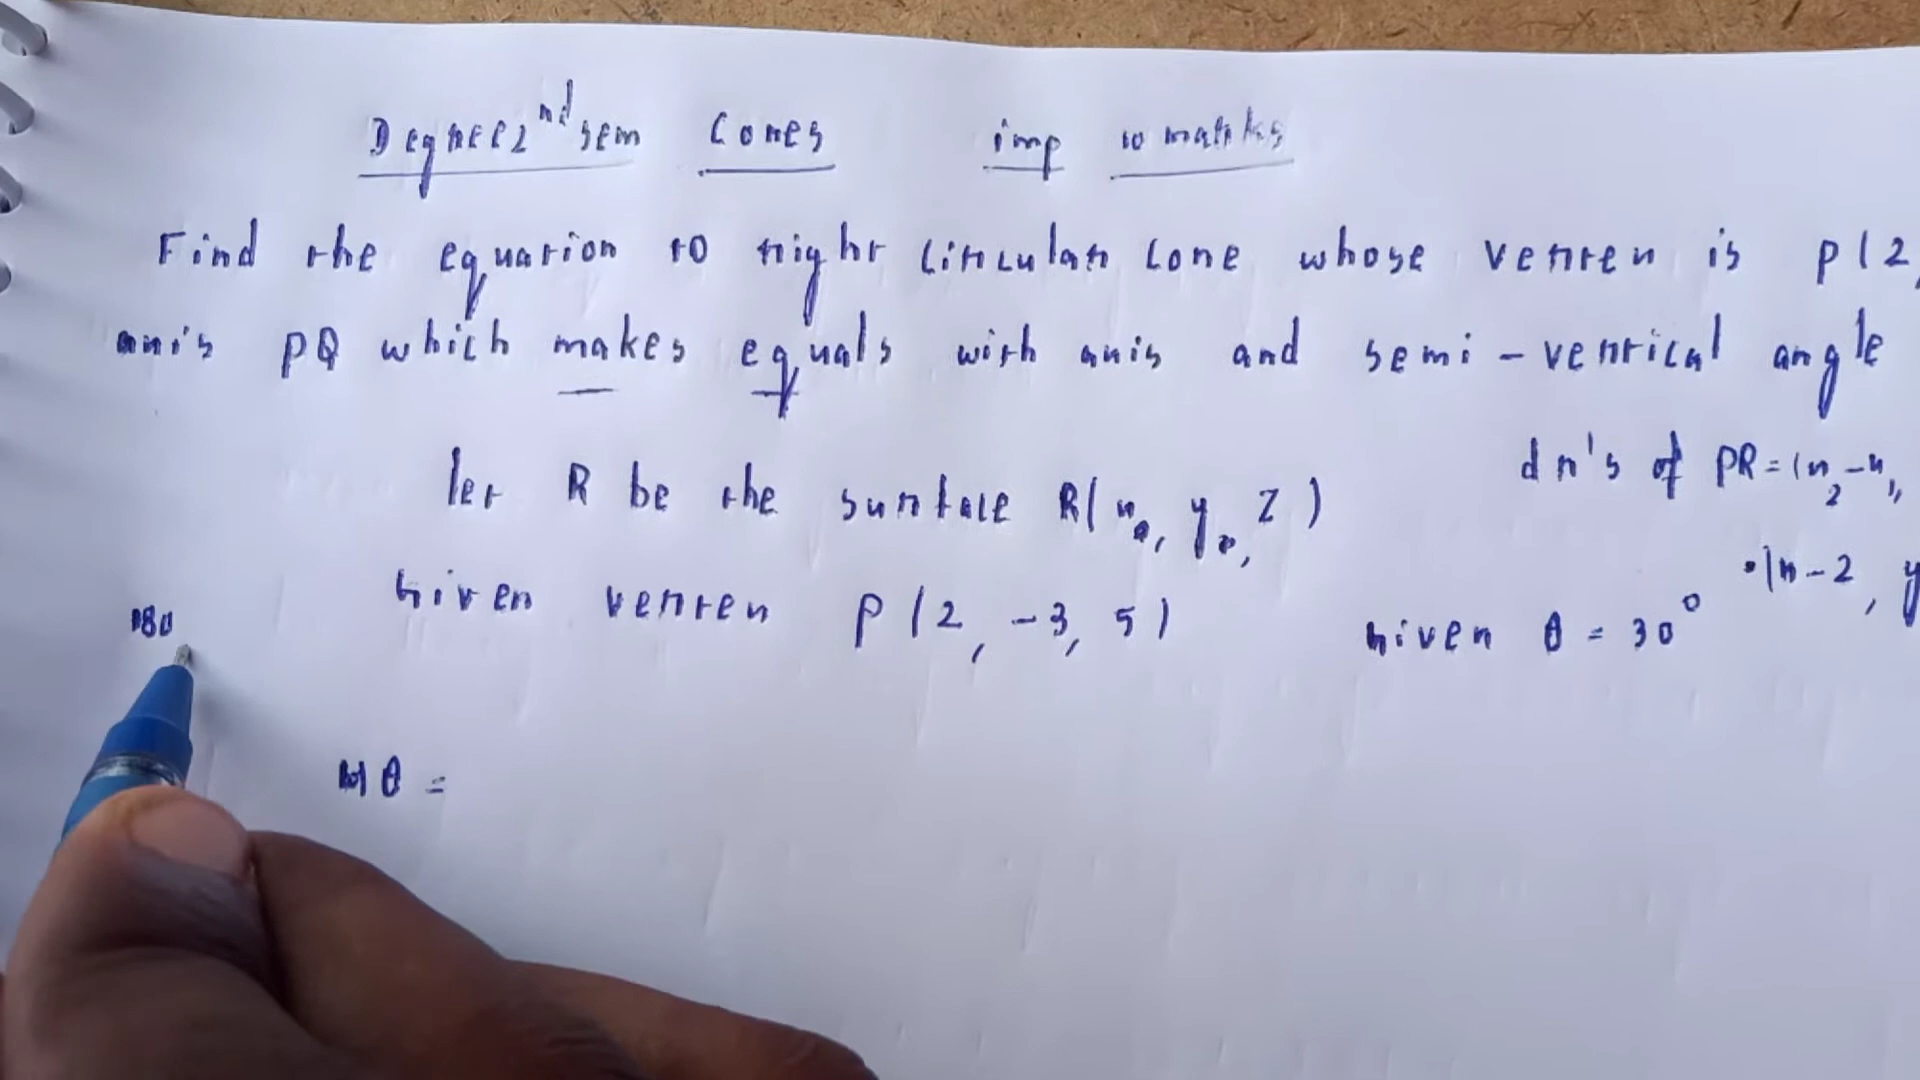 Degree 2nd sem Cones imp 10 marks
Find the equation to right circular cone whose vertex is P(2,
axis PQ which makes equals with axis and semi-vertical angle
let R be the surface R(x, y, z)
dr's of PR = (x2 - x1,
Given vertex P(2, -3, 5)
(x-2, y
Given θ = 30°
180
cos θ =